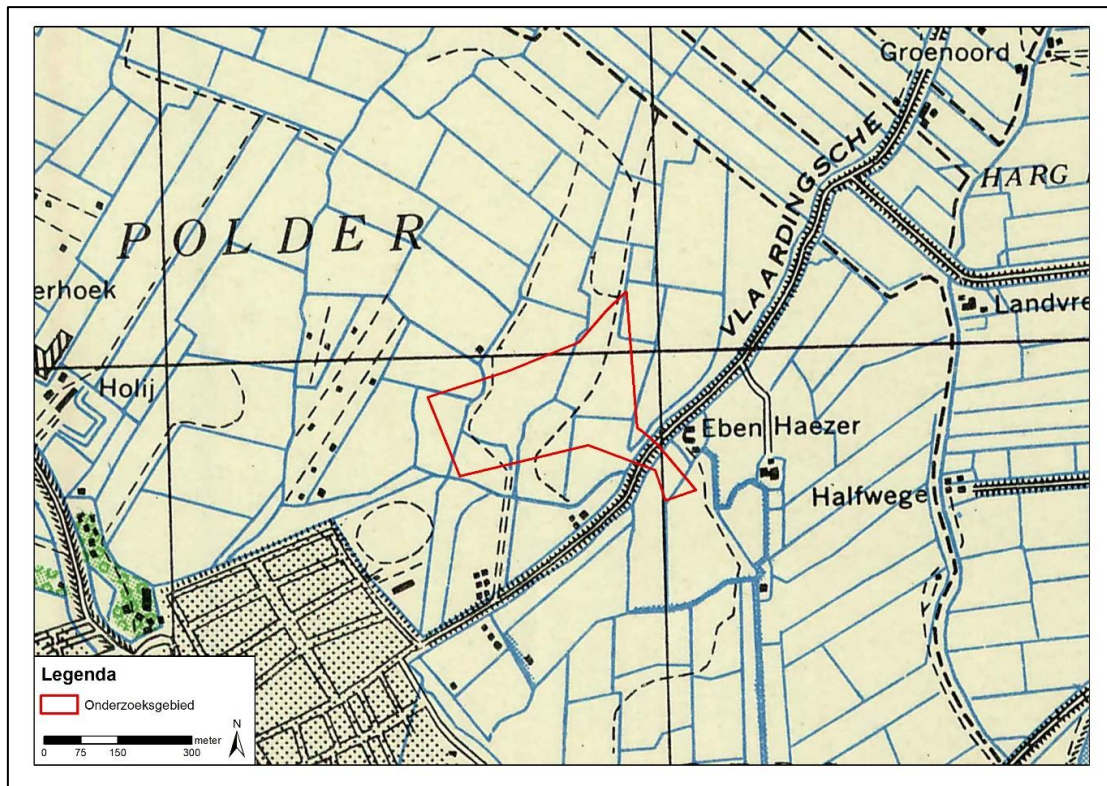 Groenoord
VLAARDINGSCHE
HARG
POLDER
erhoek
Landvre
Holij
Eben Haezer
Halfwege
Legenda
Onderzoeksgebied
N
meter
0 75 150 300